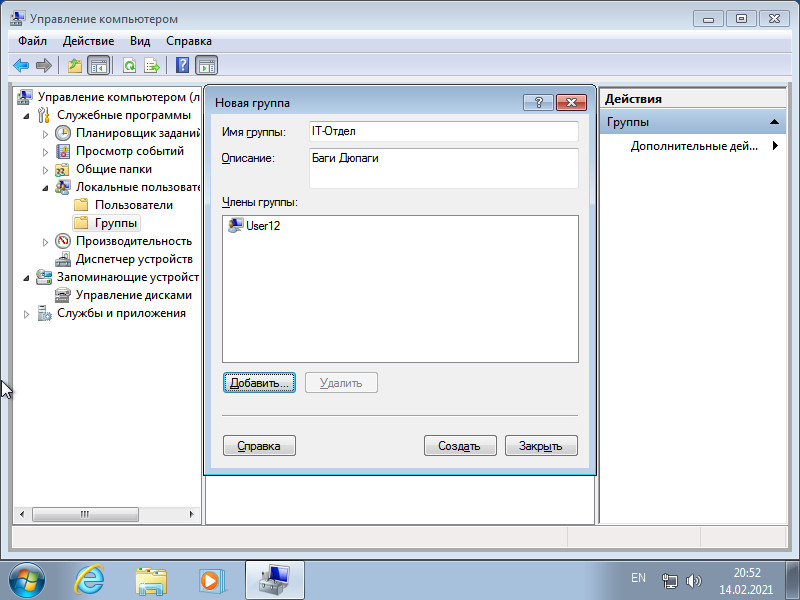 Управление компьютером
Файл Действие Вид Справка
Управление компьютером (л
Служебные программы
Планировщик заданий
Просмотр событий
Общие папки
Локальные пользовате
Пользователи
Группы
Производительность
Диспетчер устройств
Запоминающие устройст
Управление дисками
Службы и приложения
Новая группа
Имя группы: IT-Отдел
Описание: Баги Дюпаги
Члены группы:
User12
Добавить... Удалить
Справка Создать Закрыть
Действия
Группы
Дополнительные дей...
EN
20:52
14.02.2021